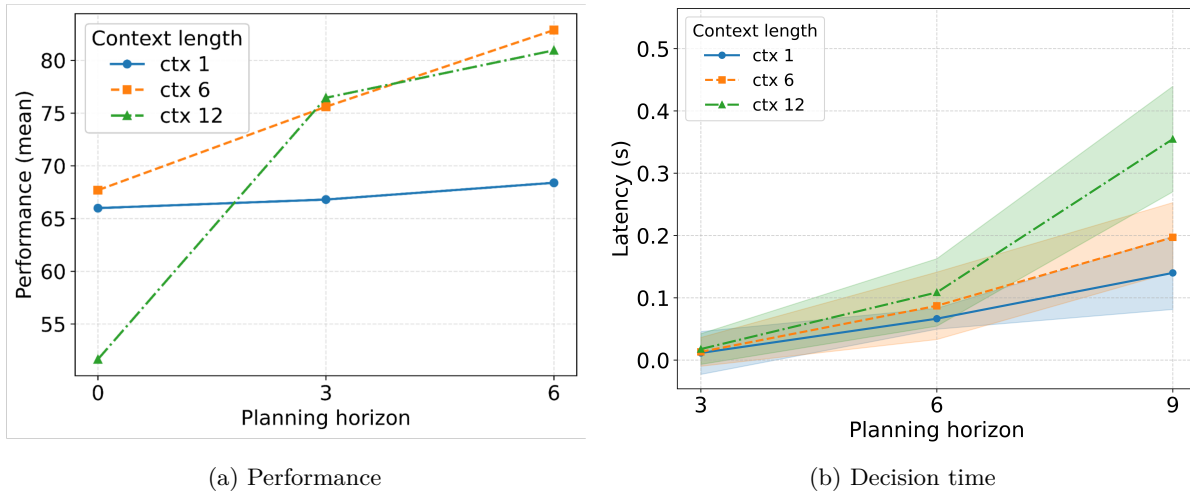 Context length
ctx 1
ctx 6
ctx 12
80
75
70
65
60
55
Performance (mean)
0
3
6
Planning horizon
(a) Performance
Context length
ctx 1
ctx 6
ctx 12
0.5
0.4
0.3
0.2
0.1
0.0
Latency (s)
3
6
9
Planning horizon
(b) Decision time